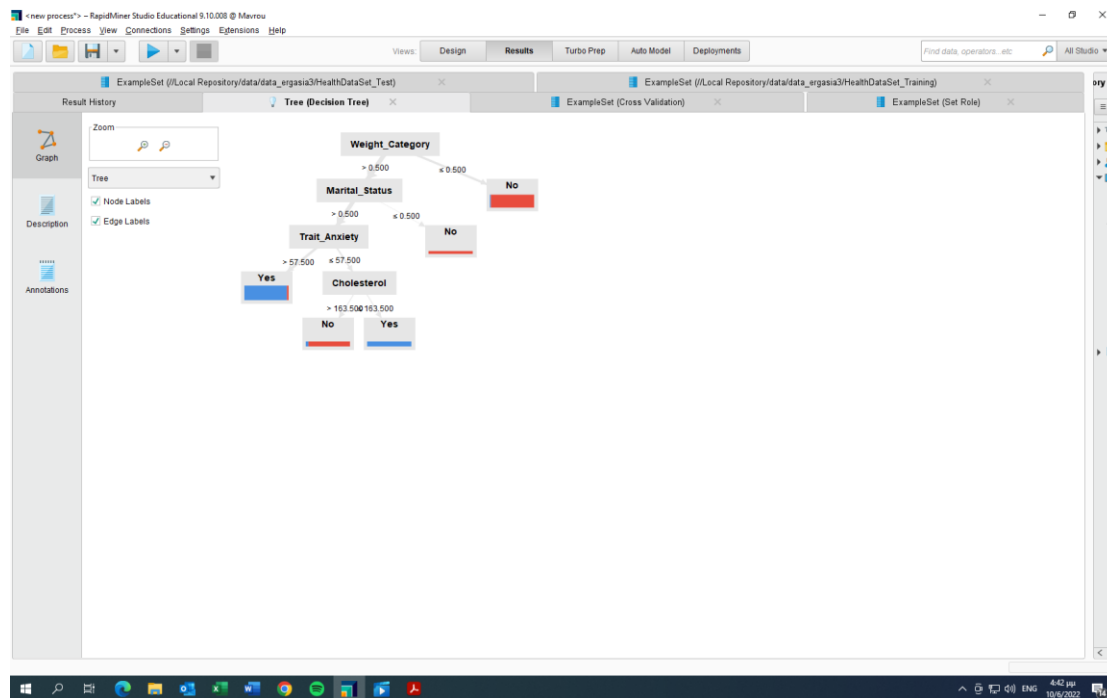 <new process*> – RapidMiner Studio Educational 9.10.008 @ Mavrou
File Edit Process View Connections Settings Extensions Help
Views: Design Results Turbo Prep Auto Model Deployments Find data, operators...etc All Studio
ExampleSet (//Local Repository/data/data_ergasia3/HealthDataSet_Test) ExampleSet (//Local Repository/data/data_ergasia3/HealthDataSet_Training)
Result History Tree (Decision Tree) ExampleSet (Cross Validation) ExampleSet (Set Role)
Graph
Description
Annotations
Zoom
Tree
Node Labels
Edge Labels
Weight_Category
> 0.500 ≤ 0.500
Marital_Status No
> 0.500 ≤ 0.500
Trait_Anxiety No
> 57.500 ≤ 57.500
Yes Cholesterol
> 163.500 ≤ 163.500
No Yes
ENG 4:42 μμ
10/6/2022